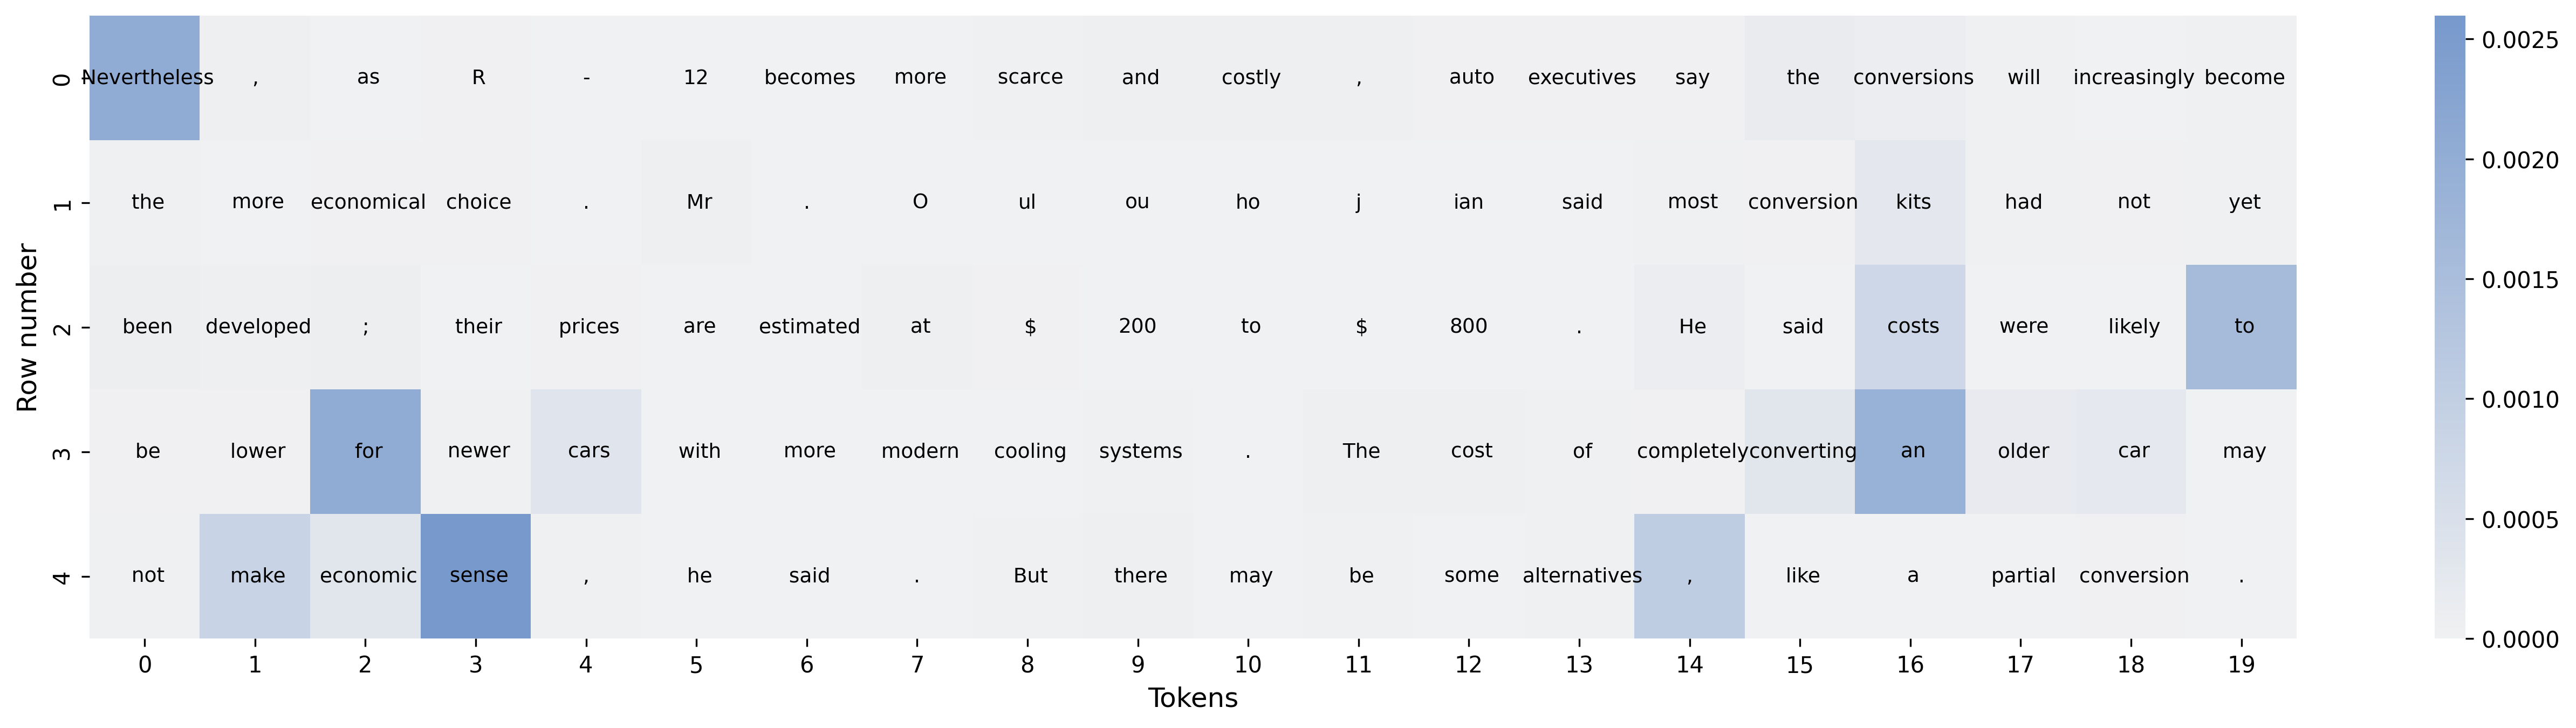 0 Nevertheless , as R - 12 becomes more scarce and costly , auto executives say the conversions will increasingly become
1 the more economical choice . Mr . O ul ou ho j ian said most conversion kits had not yet
2 been developed ; their prices are estimated at $ 200 to $ 800 . He said costs were likely to
3 be lower for newer cars with more modern cooling systems . The cost of completely converting an older car may
4 not make economic sense , he said . But there may be some alternatives , like a partial conversion .
Row number
0 1 2 3 4 5 6 7 8 9 10 11 12 13 14 15 16 17 18 19
Tokens
0.0025
0.0020
0.0015
0.0010
0.0005
0.0000